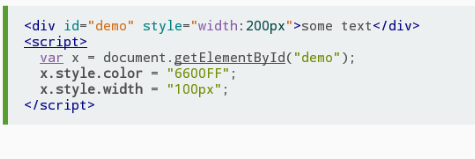 <div id="demo" style="width:200px">some text</div>
<script>
var x = document.getElementById("demo");
x.style.color = "6600FF";
x.style.width = "100px";
</script>